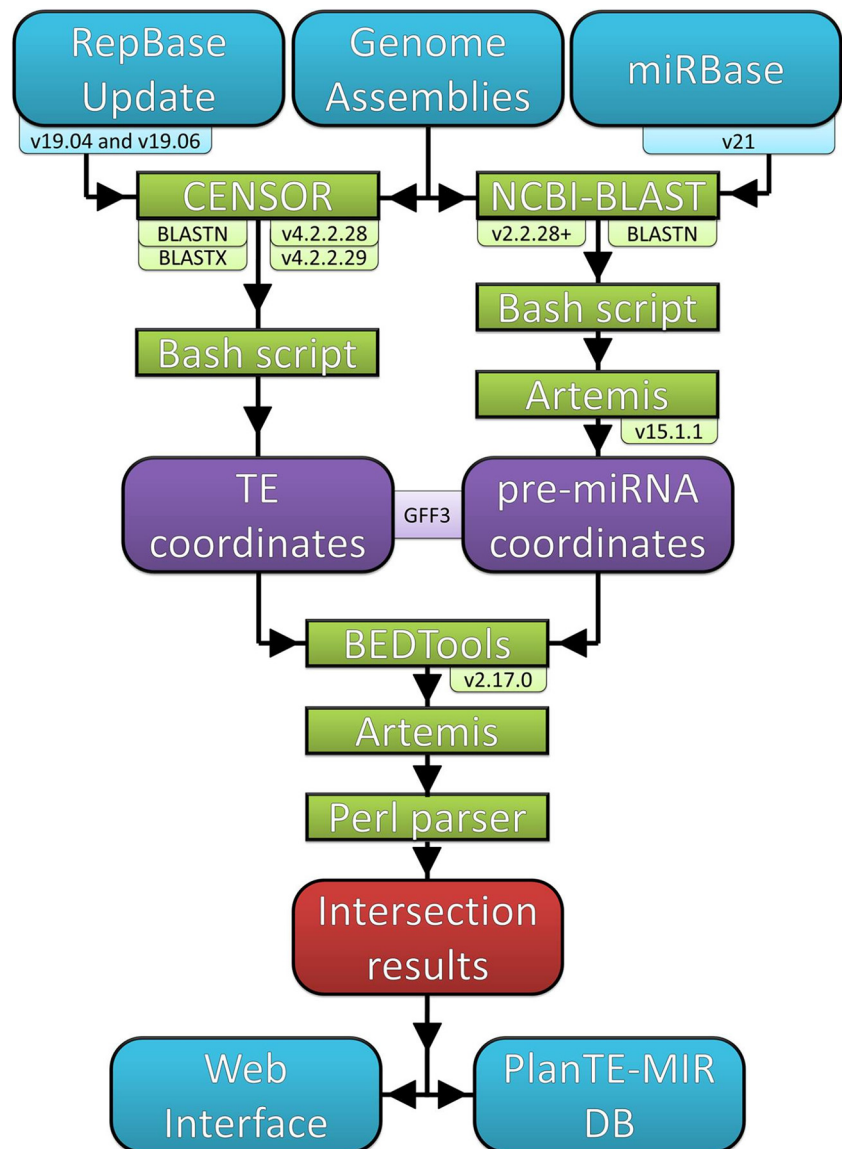 RepBase
Update
Genome
Assemblies
miRBase
v19.04 and v19.06
v21
CENSOR
NCBI-BLAST
BLASTN
BLASTX
v4.2.2.28
v4.2.2.29
v2.2.28+
BLASTN
Bash script
Bash script
Artemis
v15.1.1
TE
coordinates
GFF3
pre-miRNA
coordinates
BEDTools
v2.17.0
Artemis
Perl parser
Intersection
results
Web
Interface
PlanTE-MIR
DB